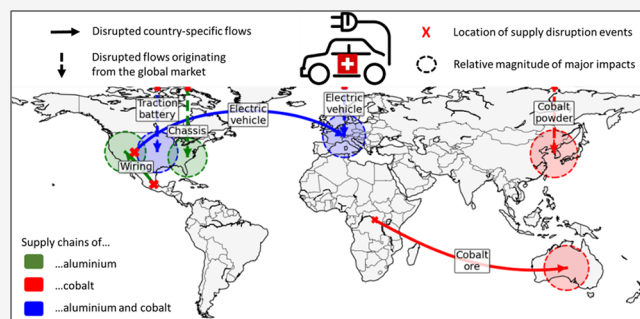 Disrupted country-specific flows
Disrupted flows originating
from the global market
X Location of supply disruption events
Relative magnitude of major impacts
Tractions
battery
Electric
vehicle
Electric
vehicle
Cobalt
powder
Chassis
Wiring
Cobalt
ore
Supply chains of...
...aluminium
...cobalt
...aluminium and cobalt